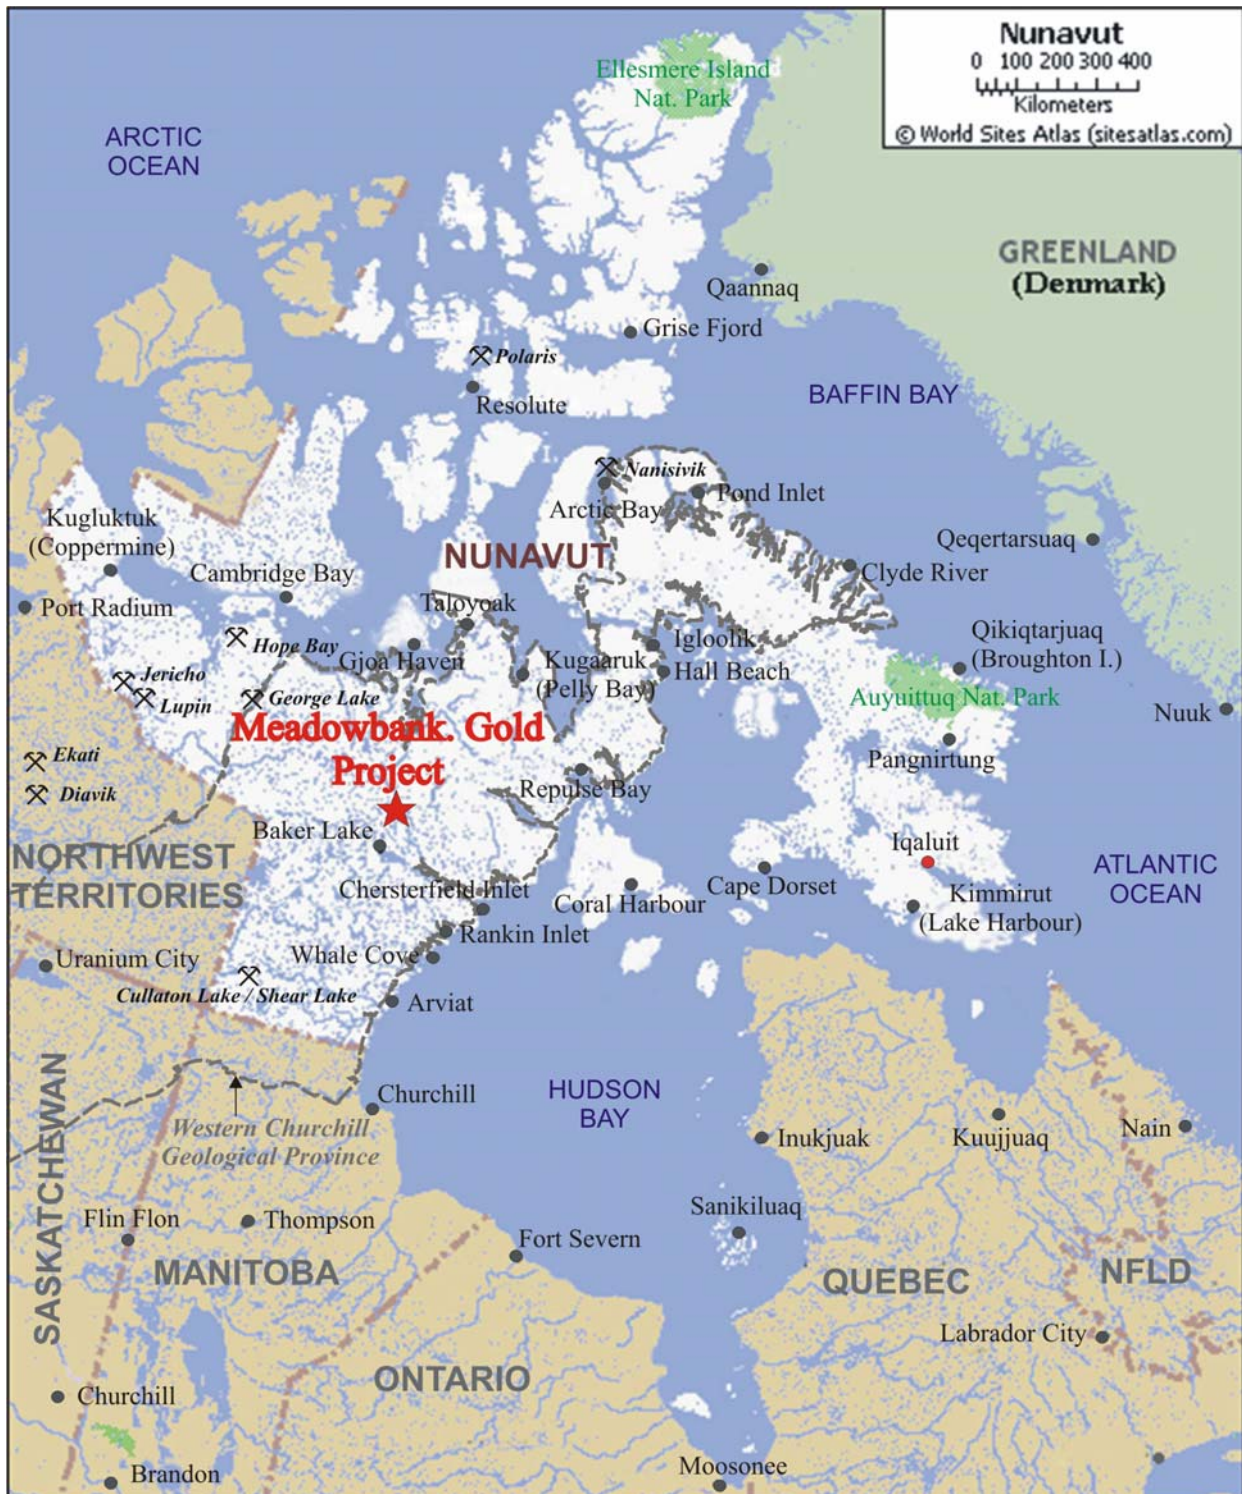 Nunavut
0 100 200 300 400
Kilometers
© World Sites Atlas (sitesatlas.com)
Ellesmere Island
Nat. Park
ARCTIC
OCEAN
GREENLAND
(Denmark)
Qaannaq
Grise Fjord
Polaris
Resolute
BAFFIN BAY
Nanisivik
Arctic Bay
Pond Inlet
Kugluktuk
(Coppermine)
NUNAVUT
Qeqertarsuaq
Cambridge Bay
Clyde River
Port Radium
Taloyoak
Hope Bay
Gjoa Haven
Igloolik
Qikiqtarjuaq
(Broughton I.)
Kugaaruk
(Pelly Bay)
Hall Beach
Jericho
Lupin
George Lake
Auyuittuq Nat. Park
Nuuk
Meadowbank. Gold
Project
Ekati
Pangnirtung
Diavik
Repulse Bay
Baker Lake
Iqaluit
NORTHWEST
TERRITORIES
ATLANTIC
OCEAN
Chersterfield Inlet
Coral Harbour
Cape Dorset
Kimmirut
(Lake Harbour)
Rankin Inlet
Whale Cove
Uranium City
Cullaton Lake / Shear Lake
Arviat
HUDSON
BAY
Churchill
Western Churchill
Geological Province
SASKATCHEWAN
Inukjuak
Kuujjuaq
Nain
Sanikiluaq
Flin Flon
Thompson
Fort Severn
MANITOBA
QUEBEC
NFLD
Labrador City
ONTARIO
Churchill
Brandon
Moosonee